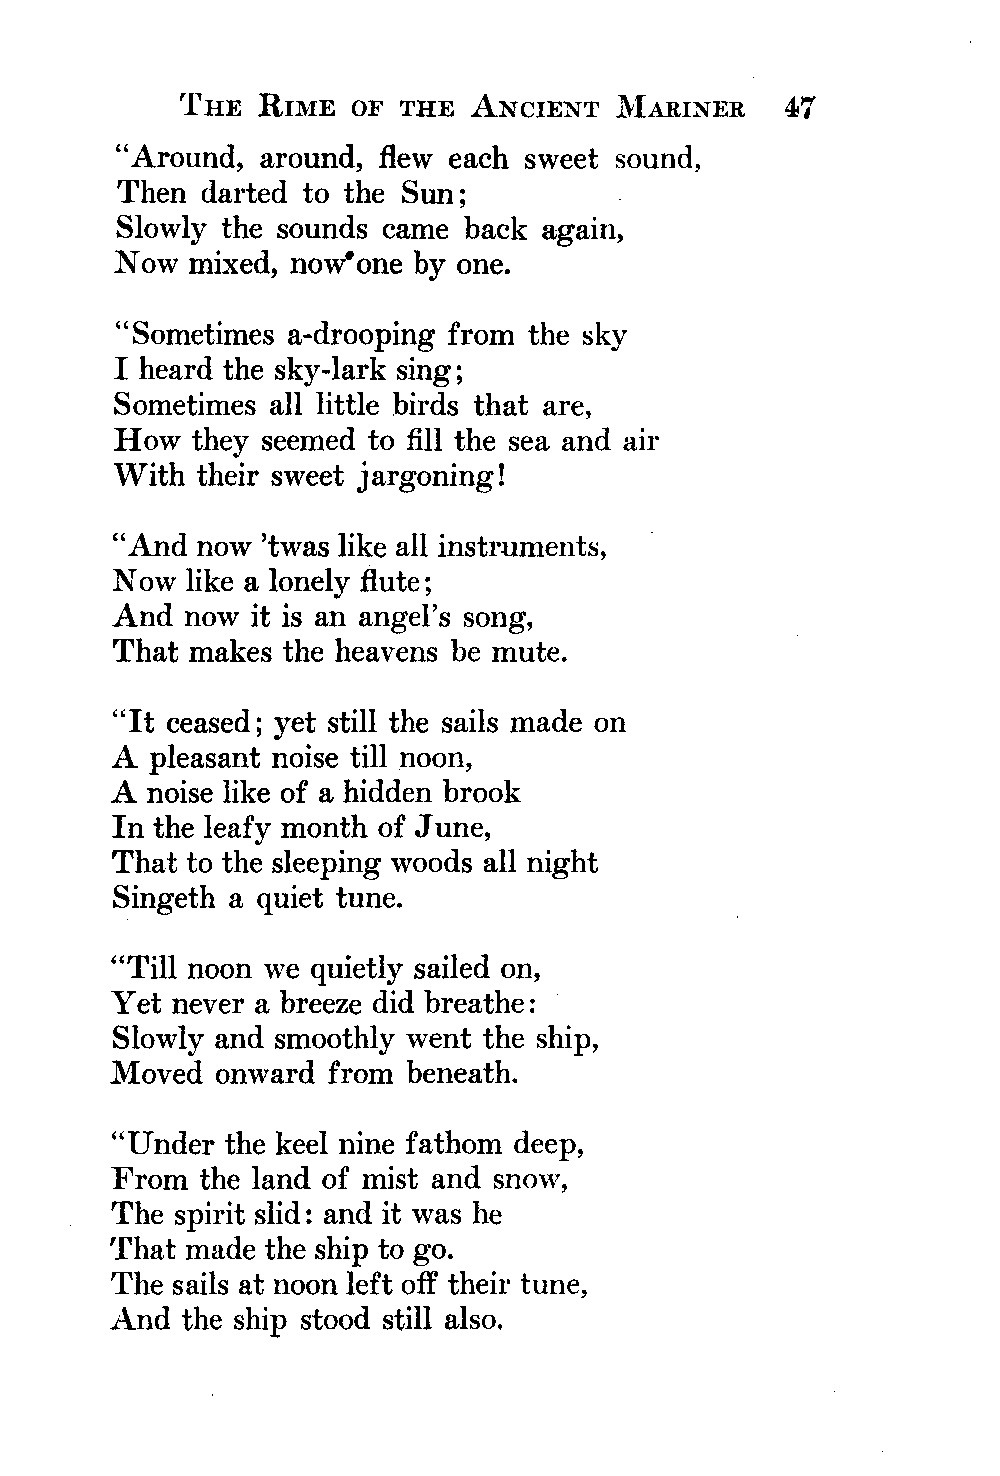 The Rime of the Ancient Mariner 47
“Around, around, flew each sweet sound,
Then darted to the Sun;
Slowly the sounds came back again,
Now mixed, now one by one.
“Sometimes a-drooping from the sky
I heard the sky-lark sing;
Sometimes all little birds that are,
How they seemed to fill the sea and air
With their sweet jargoning!
“And now ’twas like all instruments,
Now like a lonely flute;
And now it is an angel’s song,
That makes the heavens be mute.
“It ceased; yet still the sails made on
A pleasant noise till noon,
A noise like of a hidden brook
In the leafy month of June,
That to the sleeping woods all night
Singeth a quiet tune.
“Till noon we quietly sailed on,
Yet never a breeze did breathe:
Slowly and smoothly went the ship,
Moved onward from beneath.
“Under the keel nine fathom deep,
From the land of mist and snow,
The spirit slid: and it was he
That made the ship to go.
The sails at noon left off their tune,
And the ship stood still also.